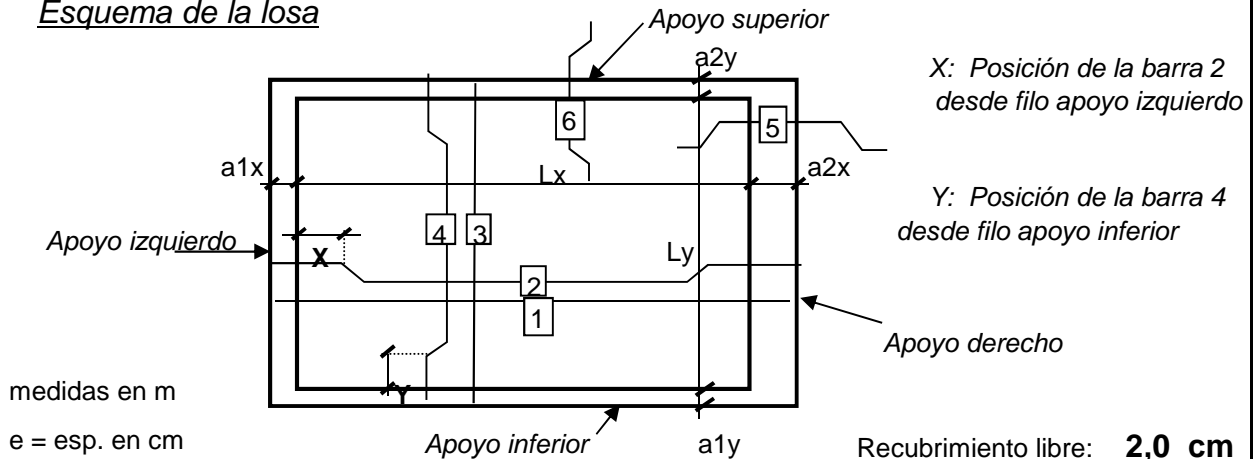 Esquema de la losa
Apoyo superior
a2y
X: Posición de la barra 2
desde filo apoyo izquierdo
6
5
a1x
Lx
a2x
Y: Posición de la barra 4
desde filo apoyo inferior
4
3
Apoyo izquierdo
X
Ly
2
1
Apoyo derecho
Y
medidas en m
e = esp. en cm
Apoyo inferior
a1y
Recubrimiento libre: 2,0 cm